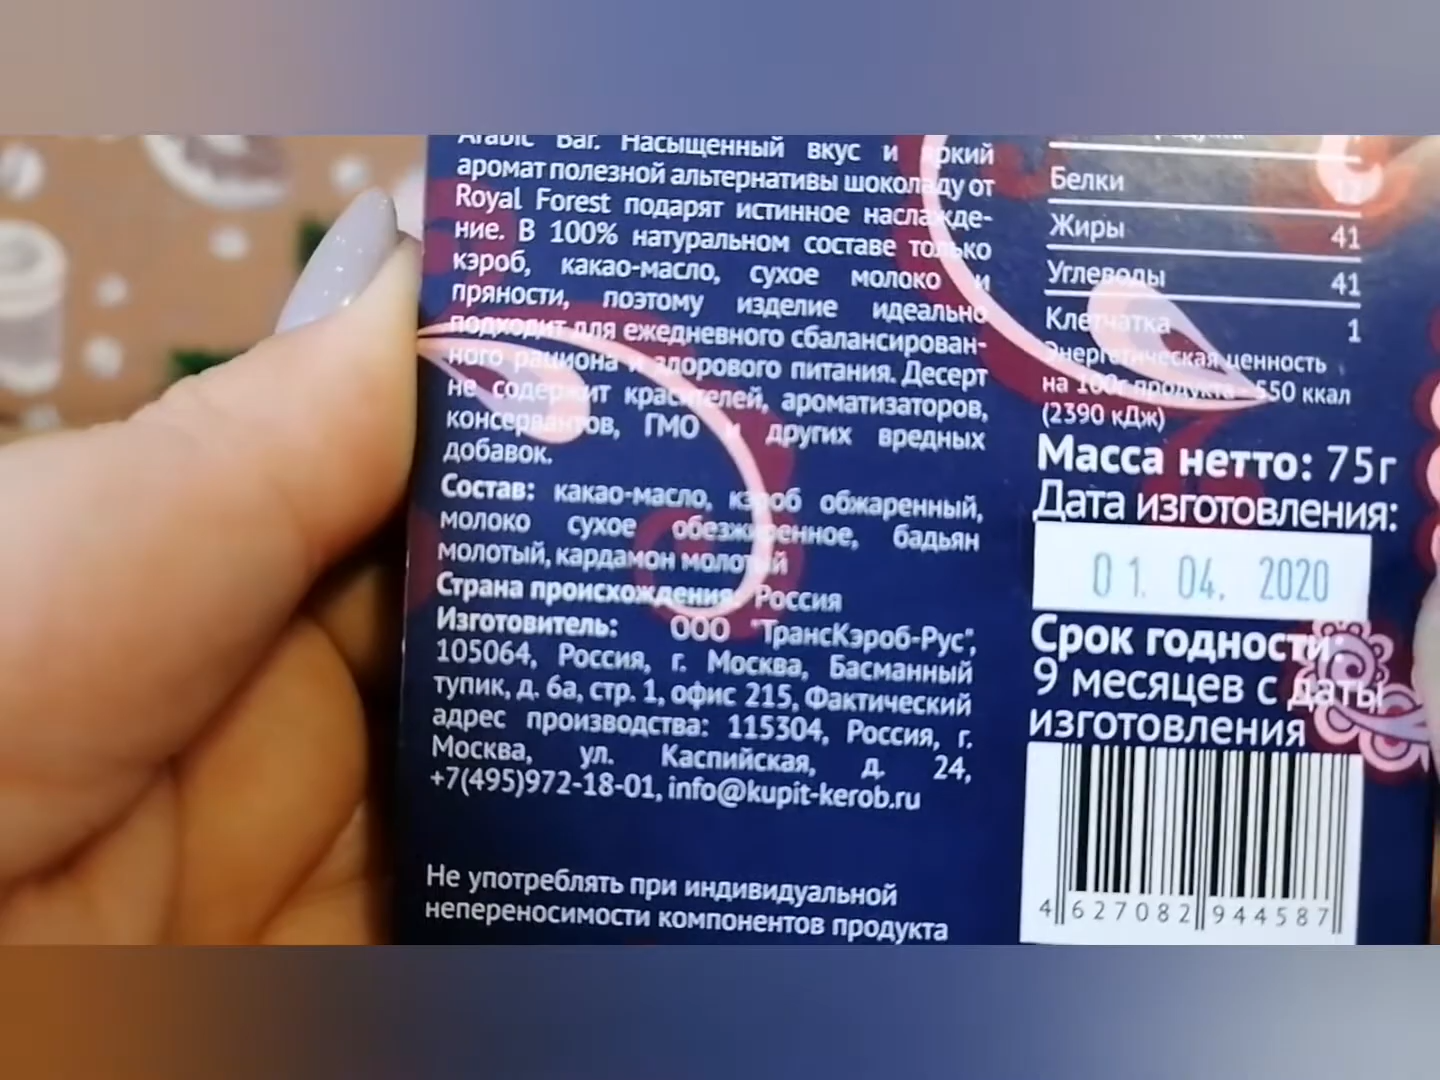 Arabic Bar. Насыщенный вкус и яркий
аромат полезной альтернативы шоколаду от
Royal Forest подарят истинное наслажде-
ние. В 100% натуральном составе только
кэроб, какао-масло, сухое молоко и
пряности, поэтому изделие идеально
подходит для ежедневного сбалансирован-
ного рациона и здорового питания. Десерт
не содержит красителей, ароматизаторов,
консервантов, ГМО и других вредных
добавок.
Состав: какао-масло, кэроб обжаренный,
молоко сухое обезжиренное, бадьян
молотый, кардамон молотый
Страна происхождения: Россия
Изготовитель: ООО "ТрансКэроб-Рус",
105064, Россия, г. Москва, Басманный
тупик, д. 6а, стр. 1, офис 215, Фактический
адрес производства: 115304, Россия, г.
Москва, ул. Каспийская, д. 24,
+7(495)972-18-01, info@kupit-kerob.ru
Не употреблять при индивидуальной
непереносимости компонентов продукта
Белки 12
Жиры 41
Углеводы 41
Клетчатка 1
Энергетическая ценность
на 100г продукта - 550 ккал
(2390 кДж)
Масса нетто: 75г
Дата изготовления:
01. 04. 2020
Срок годности:
9 месяцев с даты
изготовления
4 627082 944587